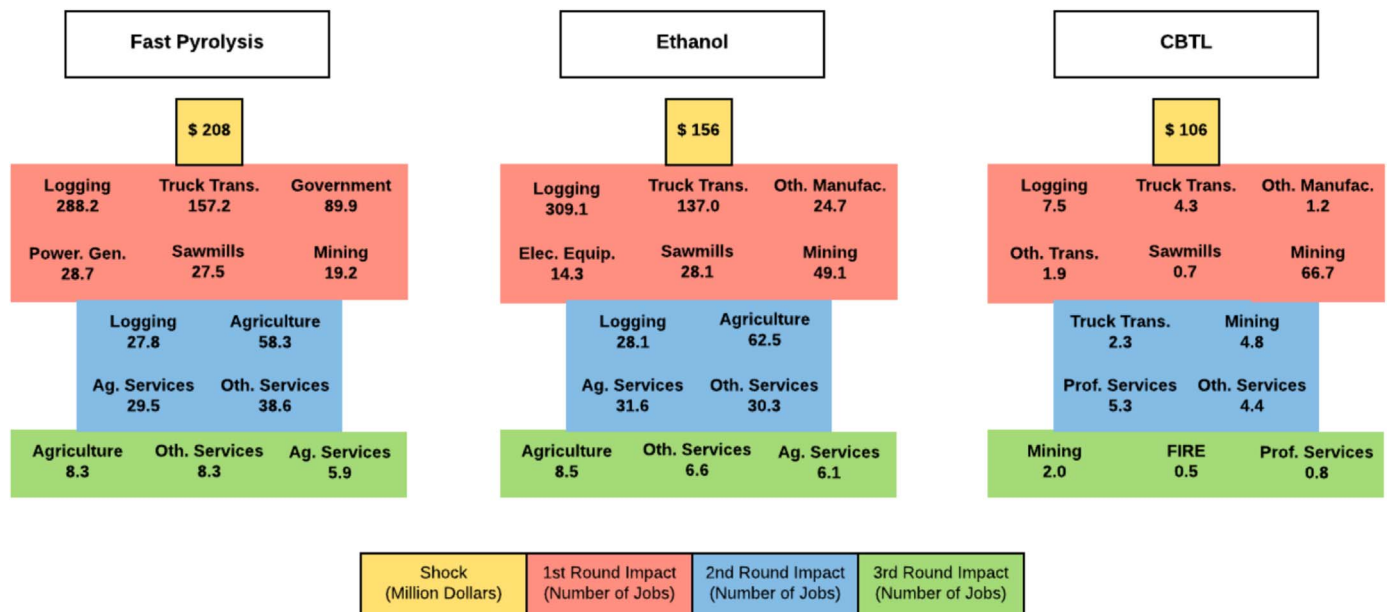 Fast Pyrolysis
$ 208
Logging
288.2
Truck Trans.
157.2
Government
89.9
Power. Gen.
28.7
Sawmills
27.5
Mining
19.2
Logging
27.8
Agriculture
58.3
Ag. Services
29.5
Oth. Services
38.6
Agriculture
8.3
Oth. Services
8.3
Ag. Services
5.9
Ethanol
$ 156
Logging
309.1
Truck Trans.
137.0
Oth. Manufac.
24.7
Elec. Equip.
14.3
Sawmills
28.1
Mining
49.1
Logging
28.1
Agriculture
62.5
Ag. Services
31.6
Oth. Services
30.3
Agriculture
8.5
Oth. Services
6.6
Ag. Services
6.1
CBTL
$ 106
Logging
7.5
Truck Trans.
4.3
Oth. Manufac.
1.2
Oth. Trans.
1.9
Sawmills
0.7
Mining
66.7
Truck Trans.
2.3
Mining
4.8
Prof. Services
5.3
Oth. Services
4.4
Mining
2.0
FIRE
0.5
Prof. Services
0.8
Shock
(Million Dollars)
1st Round Impact
(Number of Jobs)
2nd Round Impact
(Number of Jobs)
3rd Round Impact
(Number of Jobs)